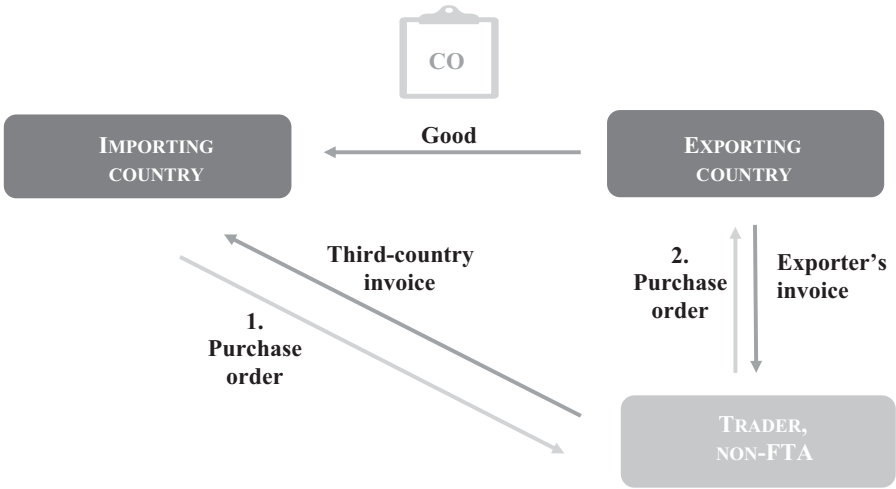 CO
IMPORTING
COUNTRY
Good
EXPORTING
COUNTRY
Third-country
invoice
2.
Purchase
order
Exporter’s
invoice
1.
Purchase
order
TRADER,
NON-FTA